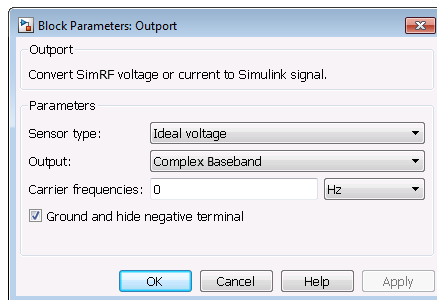 Block Parameters: Outport
Outport
Convert SimRF voltage or current to Simulink signal.
Parameters
Sensor type: Ideal voltage
Output: Complex Baseband
Carrier frequencies: 0 Hz
Ground and hide negative terminal
OK Cancel Help Apply